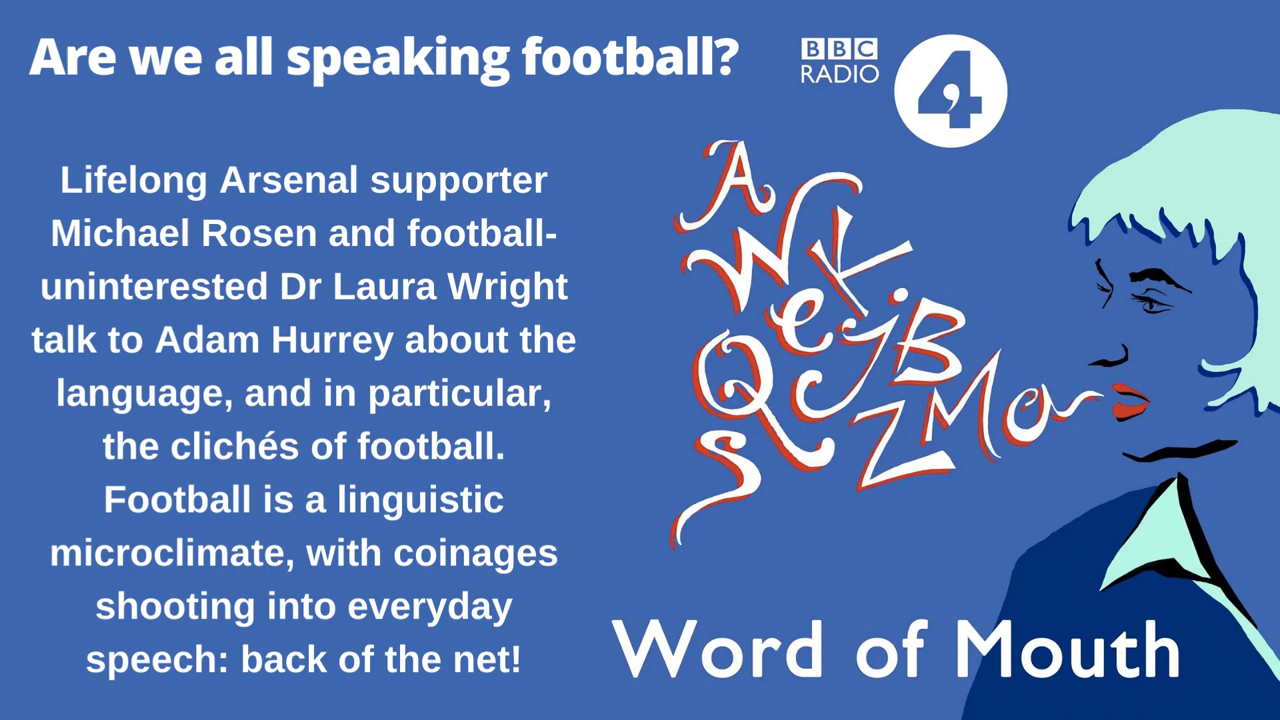 Are we all speaking football?
BBC
RADIO
4
Lifelong Arsenal supporter
Michael Rosen and football-
uninterested Dr Laura Wright
talk to Adam Hurrey about the
language, and in particular,
the clichés of football.
Football is a linguistic
microclimate, with coinages
shooting into everyday
speech: back of the net!
A
W K
e j B
Q c Z M a
S
Word of Mouth